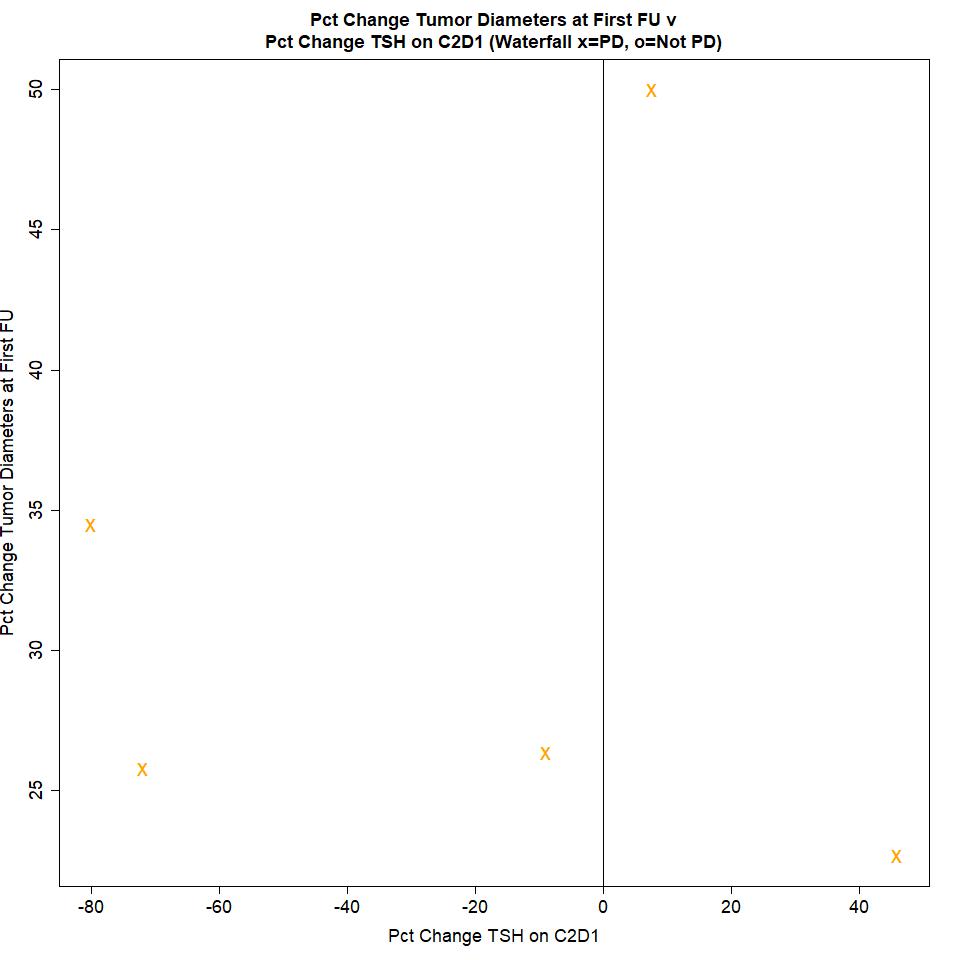 Pct Change Tumor Diameters at First FU v
Pct Change TSH on C2D1 (Waterfall x=PD, o=Not PD)
Pct Change Tumor Diameters at First FU
50
45
40
35
30
25
X
X
X
X
X
-80
-60
-40
-20
0
20
40
Pct Change TSH on C2D1